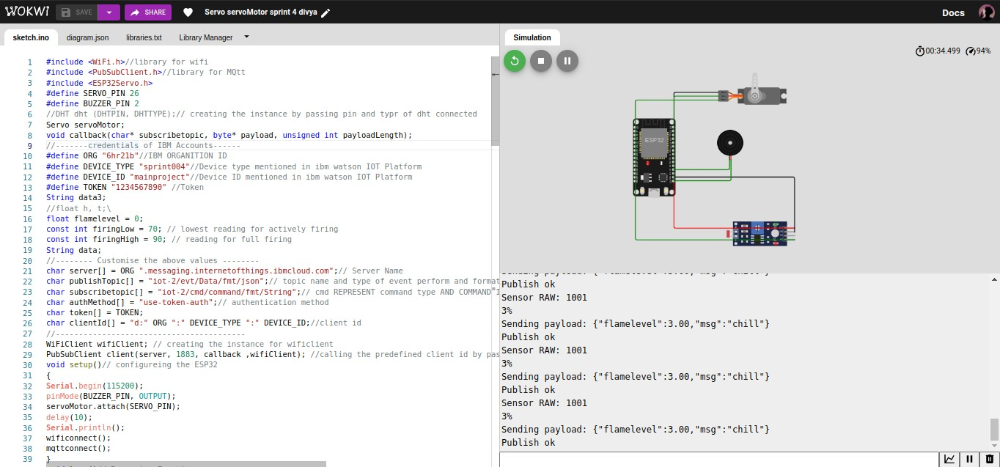 WOKWI
SAVE
SHARE
Servo servoMotor sprint 4 divya
Docs
sketch.ino
diagram.json
libraries.txt
Library Manager
Simulation
00:34.499
94%
1 #include <WiFi.h>//library for wifi
2 #include <PubSubClient.h>//library for MQtt
3 #include <ESP32Servo.h>
4 #define SERVO_PIN 26
5 #define BUZZER_PIN 2
6 //DHT dht (DHTPIN, DHTTYPE);// creating the instance by passing pin and typr of dht connected
7 Servo servoMotor;
8 void callback(char* subscribetopic, byte* payload, unsigned int payloadLength);
9 //-------credentials of IBM Accounts------
10 #define ORG "6hr21b"//IBM ORGANITION ID
11 #define DEVICE_TYPE "sprint004"//Device type mentioned in ibm watson IOT Platform
12 #define DEVICE_ID "mainproject"//Device ID mentioned in ibm watson IOT Platform
13 #define TOKEN "1234567890" //Token
14 String data3;
15 //float h, t;\
16 float flamelevel = 0;
17 const int firingLow = 70; // lowest reading for actively firing
18 const int firingHigh = 90; // reading for full firing
19 String data;
20 //-------- Customise the above values --------
21 char server[] = ORG ".messaging.internetofthings.ibmcloud.com";// Server Name
22 char publishTopic[] = "iot-2/evt/Data/fmt/json";// topic name and type of event perform and format
23 char subscribetopic[] = "iot-2/cmd/command/fmt/String";// cmd REPRESENT command type AND COMMAND I
24 char authMethod[] = "use-token-auth";// authentication method
25 char token[] = TOKEN;
26 char clientId[] = "d:" ORG ":" DEVICE_TYPE ":" DEVICE_ID;//client id
27 //-----------------------------------------
28 WiFiClient wifiClient; // creating the instance for wificlient
29 PubSubClient client(server, 1883, callback ,wifiClient); //calling the predefined client id by pas
30 void setup()// configureing the ESP32
31 {
32 Serial.begin(115200);
33 pinMode(BUZZER_PIN, OUTPUT);
34 servoMotor.attach(SERVO_PIN);
35 delay(10);
36 Serial.println();
37 wificonnect();
38 mqttconnect();
39 }
ESP32
Sending payload: {"flamelevel":3.00,"msg":"chill"}
Publish ok
Sensor RAW: 1001
3%
Sending payload: {"flamelevel":3.00,"msg":"chill"}
Publish ok
Sensor RAW: 1001
3%
Sending payload: {"flamelevel":3.00,"msg":"chill"}
Publish ok
Sensor RAW: 1001
3%
Sending payload: {"flamelevel":3.00,"msg":"chill"}
Publish ok